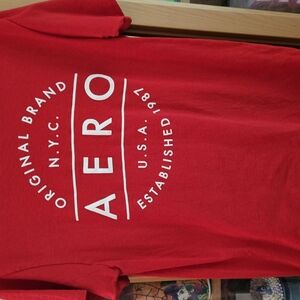 ORIGINAL BRAND
N.Y.C.
AERO
U.S.A.
ESTABLISHED 1987